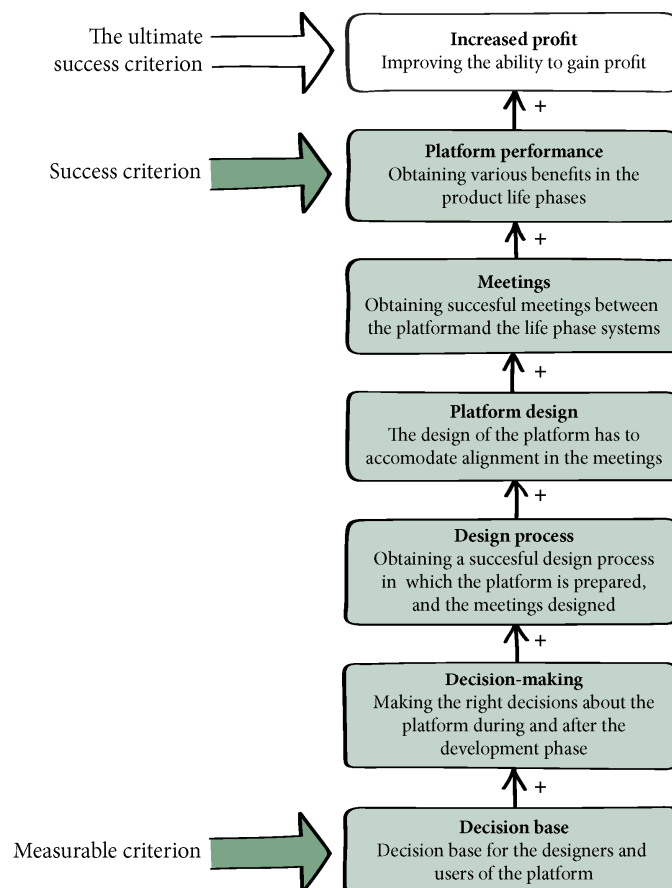 The ultimate
success criterion
Increased profit
Improving the ability to gain profit
+
Success criterion
Platform performance
Obtaining various benefits in the
product life phases
+
Meetings
Obtaining succesful meetings between
the platformand the life phase systems
+
Platform design
The design of the platform has to
accomodate alignment in the meetings
+
Design process
Obtaining a succesful design process
in which the platform is prepared,
and the meetings designed
+
Decision-making
Making the right decisions about the
platform during and after the
development phase
+
Measurable criterion
Decision base
Decision base for the designers and
users of the platform